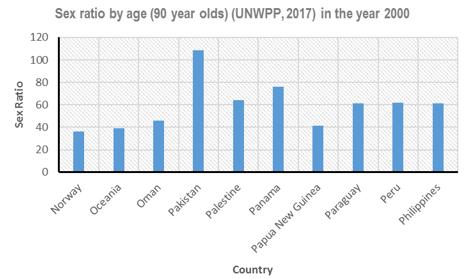 Sex ratio by age (90 year olds) (UNWPP, 2017) in the year 2000
120
100
80
60
40
20
0
Sex Ratio
Norway
Oceania
Oman
Pakistan
Palestine
Panama
Papua New Guinea
Paraguay
Peru
Philippines
Country